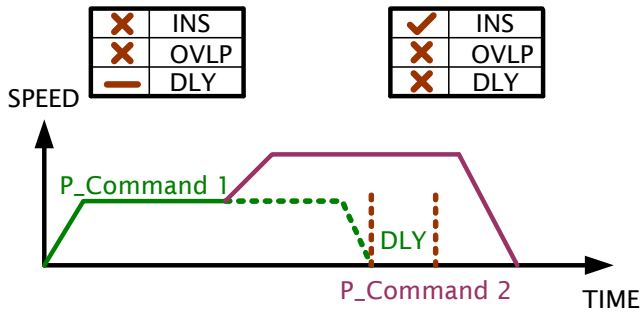 INS
OVLP
DLY
INS
OVLP
DLY
SPEED
P_Command 1
DLY
P_Command 2
TIME